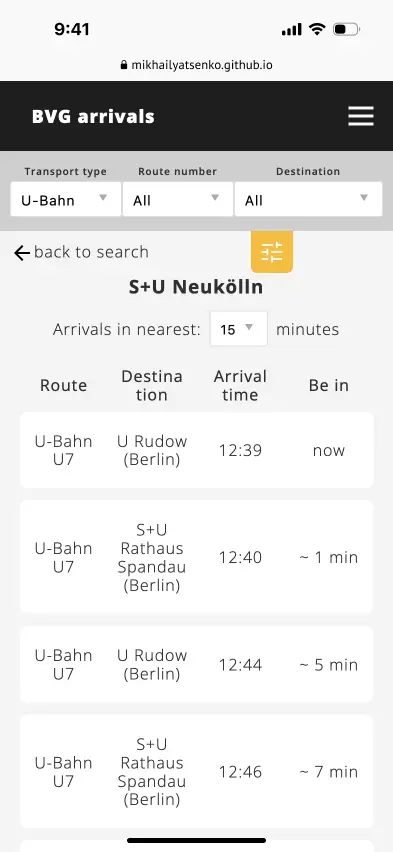 9:41
mikhailyatsenko.github.io
BVG arrivals
Transport type Route number Destination
U-Bahn All All
back to search
S+U Neukölln
Arrivals in nearest: 15 minutes
Route Destina Arrival Be in
tion time
U-Bahn U Rudow 12:39 now
U7 (Berlin)
S+U
U-Bahn Rathaus 12:40 ~ 1 min
U7 Spandau
(Berlin)
U-Bahn U Rudow 12:44 ~ 5 min
U7 (Berlin)
S+U
U-Bahn Rathaus 12:46 ~ 7 min
U7 Spandau
(Berlin)